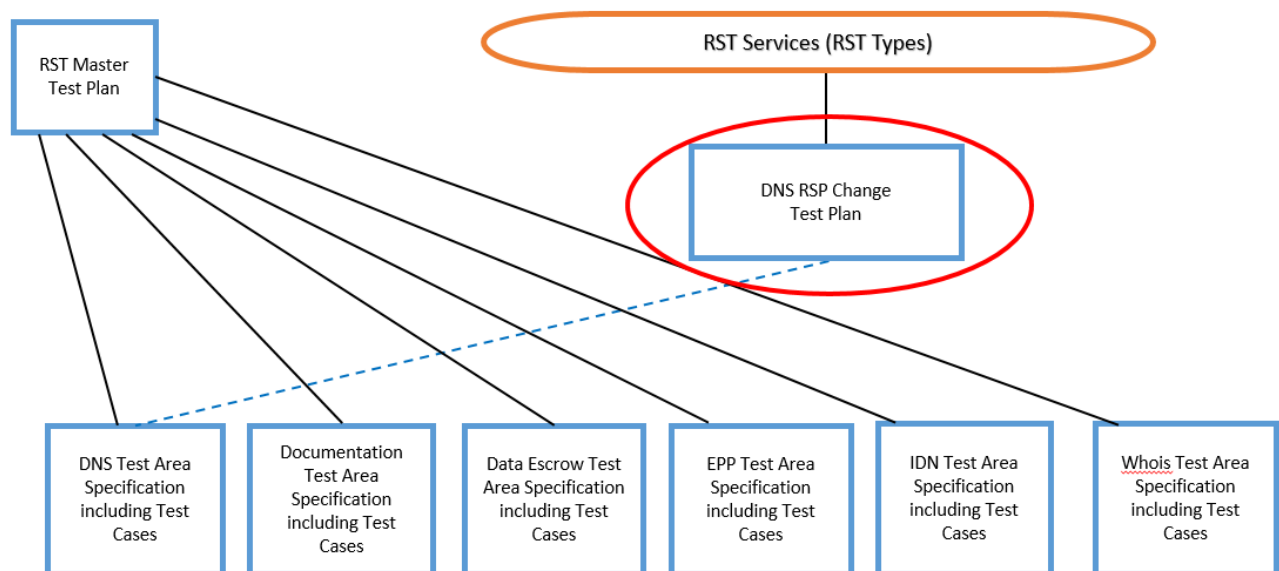 RST Master
Test Plan
RST Services (RST Types)
DNS RSP Change
Test Plan
DNS Test Area
Specification
including Test
Cases
Documentation
Test Area
Specification
including Test
Cases
Data Escrow Test
Area Specification
including Test
Cases
EPP Test Area
Specification
including Test
Cases
IDN Test Area
Specification
including Test
Cases
Whois Test Area
Specification
including Test
Cases